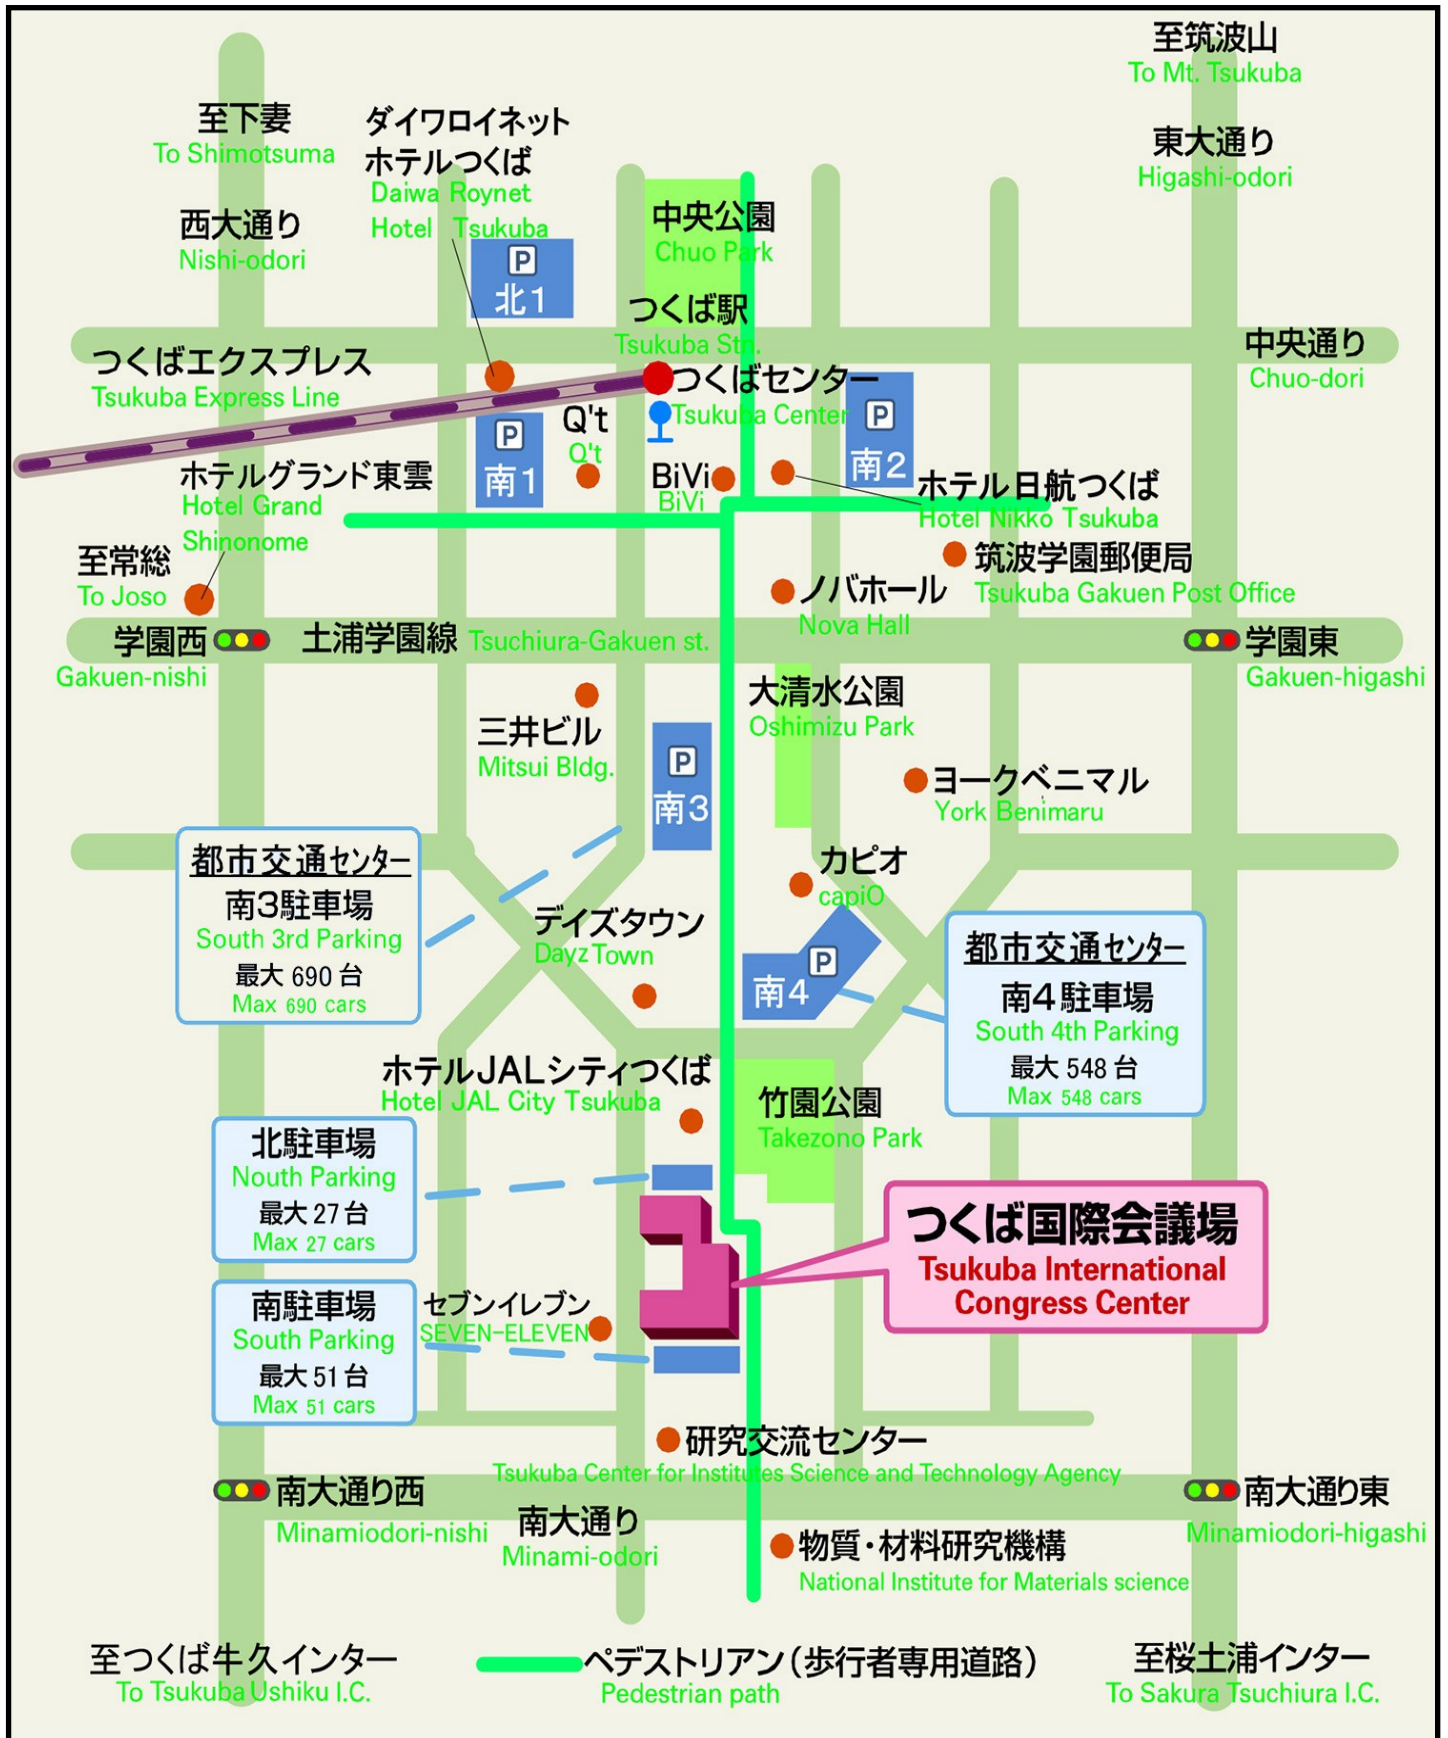 至筑波山
To Mt. Tsukuba
至下妻
To Shimotsuma
ダイワロイネット
ホテルつくば
Daiwa Roynet
Hotel Tsukuba
東大通り
Higashi-odori
西大通り
Nishi-odori
中央公園
Chuo Park
P
北1
つくば駅
Tsukuba Stn.
中央通り
Chuo-dori
つくばエクスプレス
Tsukuba Express Line
つくばセンター
Tsukuba Center
Q't
Q't
P
南1
P
南2
BiVi
BiVi
ホテルグランド東雲
Hotel Grand
Shinonome
ホテル日航つくば
Hotel Nikko Tsukuba
至常総
To Joso
筑波学園郵便局
Tsukuba Gakuen Post Office
ノバホール
Nova Hall
学園西
Gakuen-nishi
土浦学園線 Tsuchiura-Gakuen st.
学園東
Gakuen-higashi
三井ビル
Mitsui Bldg.
大清水公園
Oshimizu Park
P
南3
ヨークベニマル
York Benimaru
都市交通センター
南3駐車場
South 3rd Parking
最大 690 台
Max 690 cars
カピオ
capiO
デイズタウン
Dayz Town
P
南4
都市交通センター
南4駐車場
South 4th Parking
最大 548 台
Max 548 cars
ホテルJALシティつくば
Hotel JAL City Tsukuba
竹園公園
Takezono Park
北駐車場
Nouth Parking
最大 27 台
Max 27 cars
つくば国際会議場
Tsukuba International
Congress Center
南駐車場
South Parking
最大 51 台
Max 51 cars
セブンイレブン
SEVEN-ELEVEN
研究交流センター
Tsukuba Center for Institutes Science and Technology Agency
南大通り西
Minamiodori-nishi
南大通り
Minami-odori
南大通り東
Minamiodori-higashi
物質・材料研究機構
National Institute for Materials science
至つくば牛久インター
To Tsukuba Ushiku I.C.
ペデストリアン(歩行者専用道路)
Pedestrian path
至桜土浦インター
To Sakura Tsuchiura I.C.